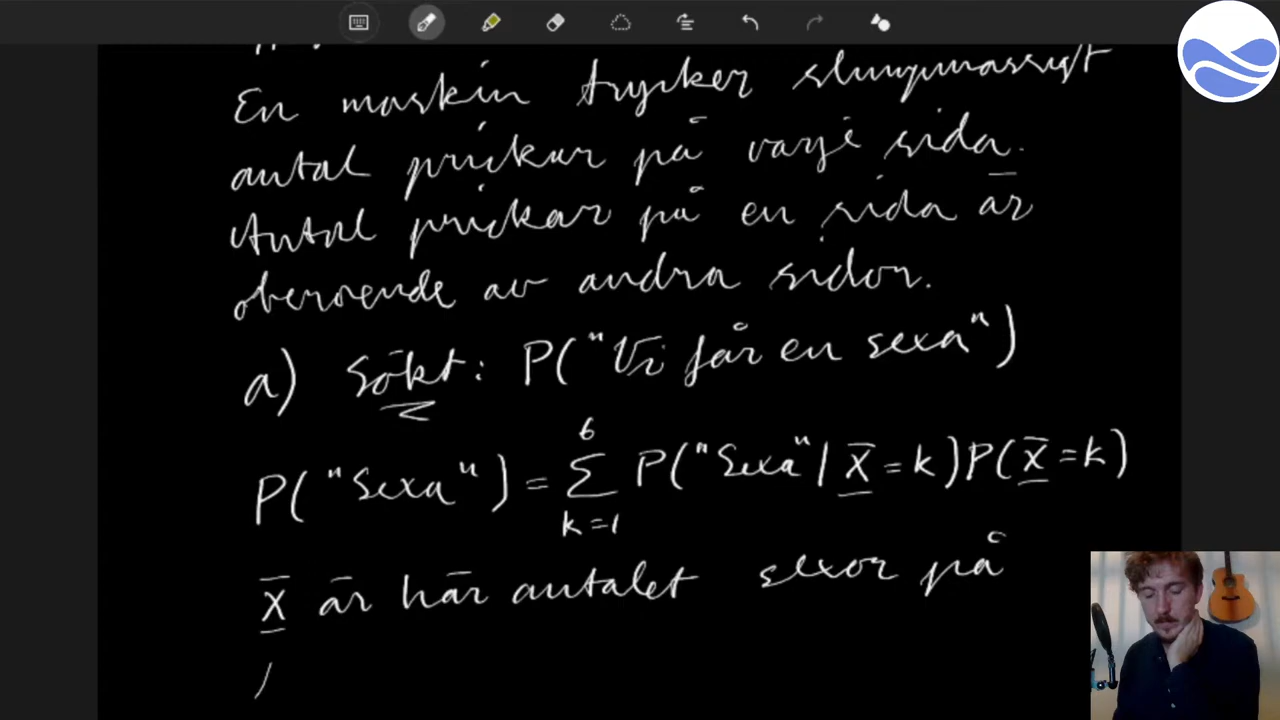 En maskin trycker slumpmässigt
antal prickar på varje sida.
Antal prickar på en sida är
oberoende av andra sidor.
a) Sökt: P("Vi får en sexa")
P("Sexa") = \sum_{k=1}^{6} P("Sexa" | X = k) P(X = k)
X är här antalet sexor på